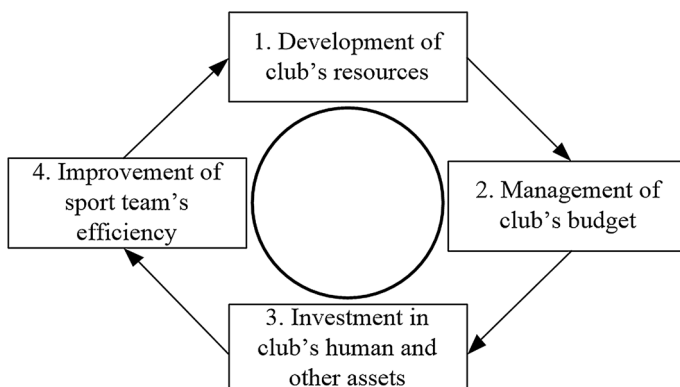 1. Development of
club’s resources
2. Management of
club’s budget
3. Investment in
club’s human and
other assets
4. Improvement of
sport team’s
efficiency